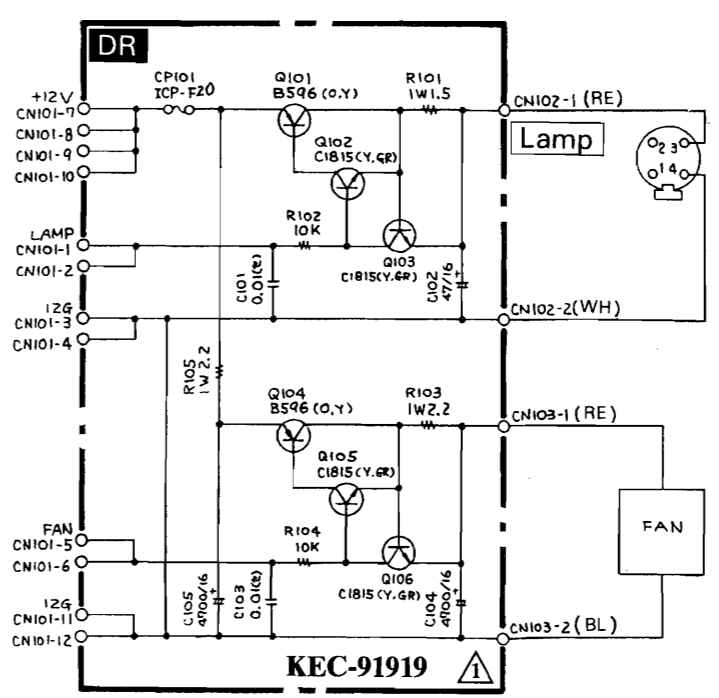 DR
CP101
ICP-F20
Q101
B596 (O,Y)
R101
1W1.5
+12V
CN101-7
CN101-8
CN101-9
CN101-10
CN102-1 (RE)
Lamp
2 3
1 4
Q102
C1815(Y,GR)
R102
10K
LAMP
CN101-1
CN101-2
Q103
C1815(Y,GR)
C101
0.01(z)
C102
47/16
+
12G
CN101-3
CN101-4
CN102-2(WH)
R105
1W2.2
Q104
B596 (O,Y)
R103
1W2.2
CN103-1 (RE)
Q105
C1815(Y,GR)
R104
10K
FAN
FAN
CN101-5
CN101-6
Q106
C1815(Y,GR)
C105
4700/16
+
C103
0.01(z)
C104
4700/16
+
12G
CN101-11
CN101-12
CN103-2 (BL)
KEC-91919
1